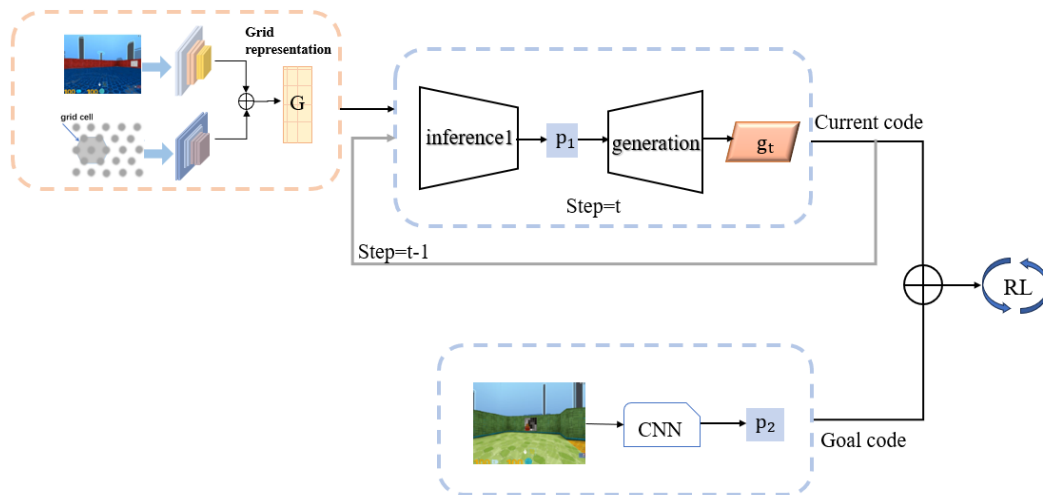 Grid
representation
G
grid cell
inference1
p₁
generation
gₜ
Step=t
Current code
Step=t-1
RL
CNN
p₂
Goal code